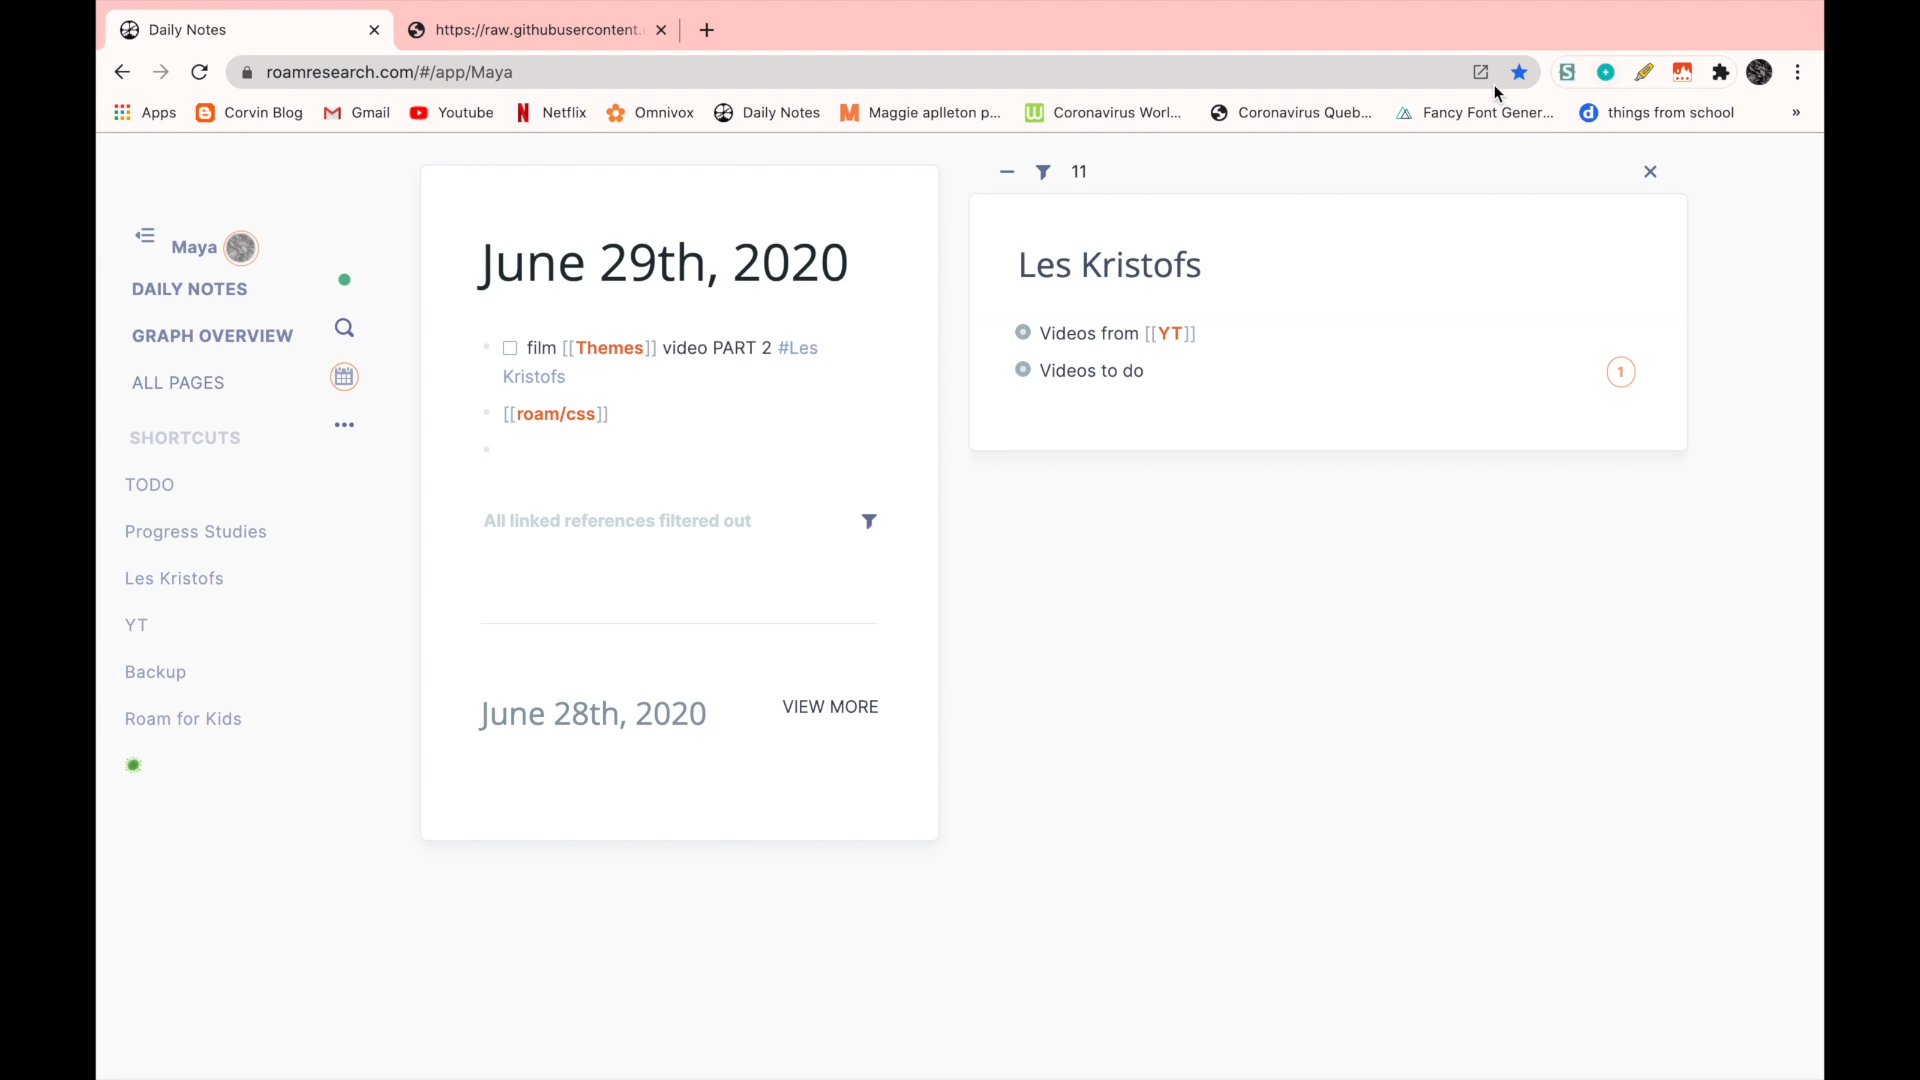 Daily Notes
https://raw.githubusercontent.
roamresearch.com/#/app/Maya
Apps
Corvin Blog
Gmail
Youtube
Netflix
Omnivox
Daily Notes
Maggie aplleton p...
Coronavirus Worl...
Coronavirus Queb...
Fancy Font Gener...
things from school
»
Maya
DAILY NOTES
GRAPH OVERVIEW
ALL PAGES
SHORTCUTS
TODO
Progress Studies
Les Kristofs
YT
Backup
Roam for Kids
June 29th, 2020
film [[Themes]] video PART 2 #Les
Kristofs
[[roam/css]]
All linked references filtered out
June 28th, 2020
VIEW MORE
11
Les Kristofs
Videos from [[YT]]
Videos to do
1